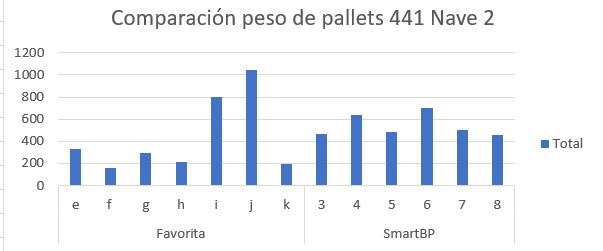 Comparación peso de pallets 441 Nave 2
1200
1000
800
600
400
200
0
e f g h i j k 3 4 5 6 7 8
Favorita SmartBP
Total